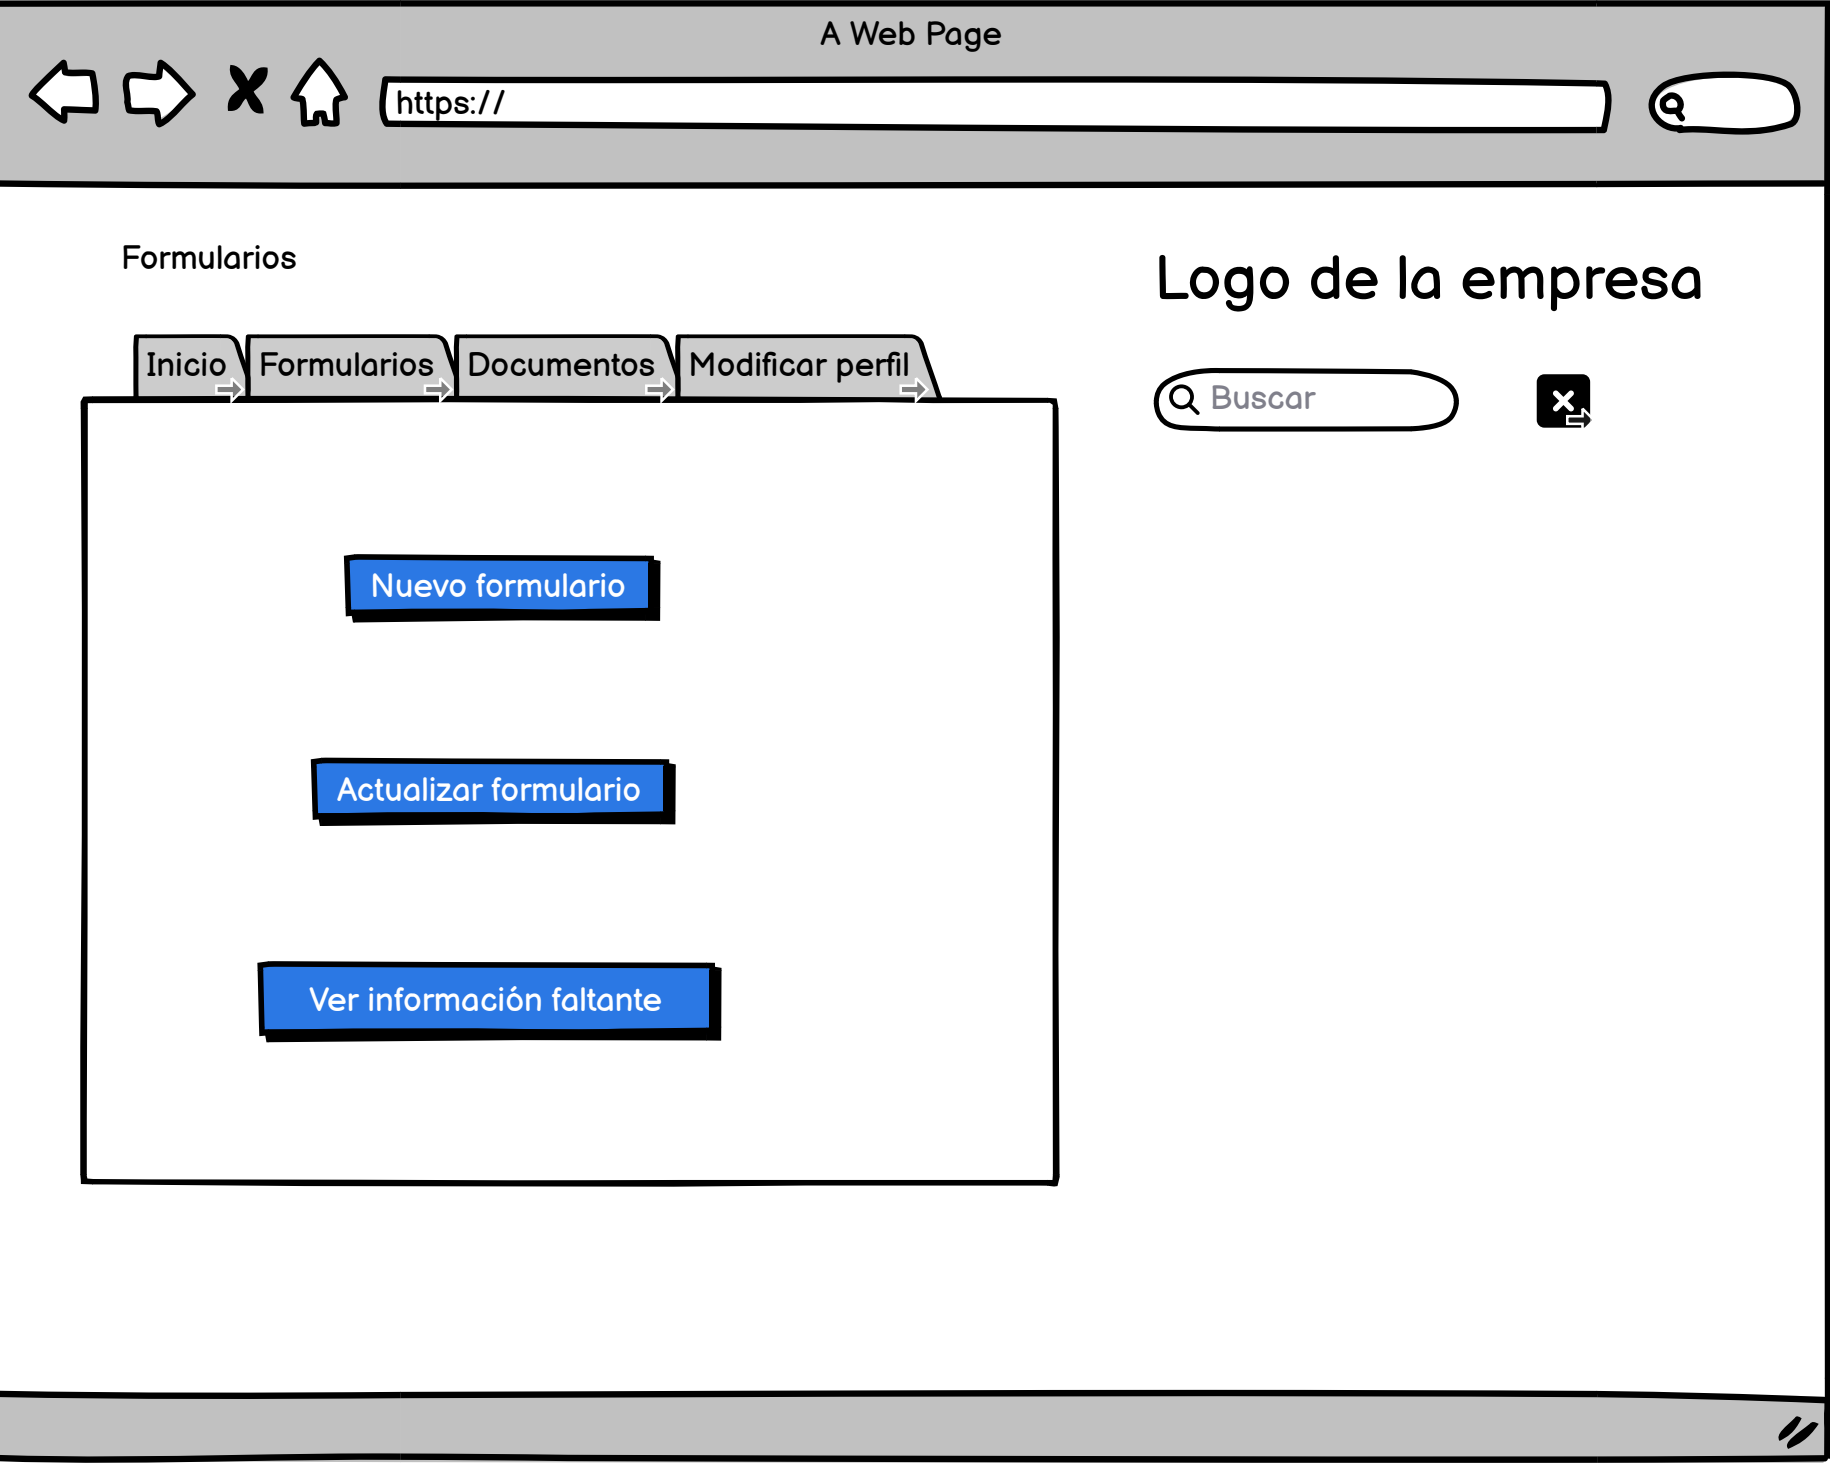 A Web Page
https://
Formularios
Logo de la empresa
Inicio Formularios Documentos Modificar perfil
Buscar
Nuevo formulario
Actualizar formulario
Ver información faltante